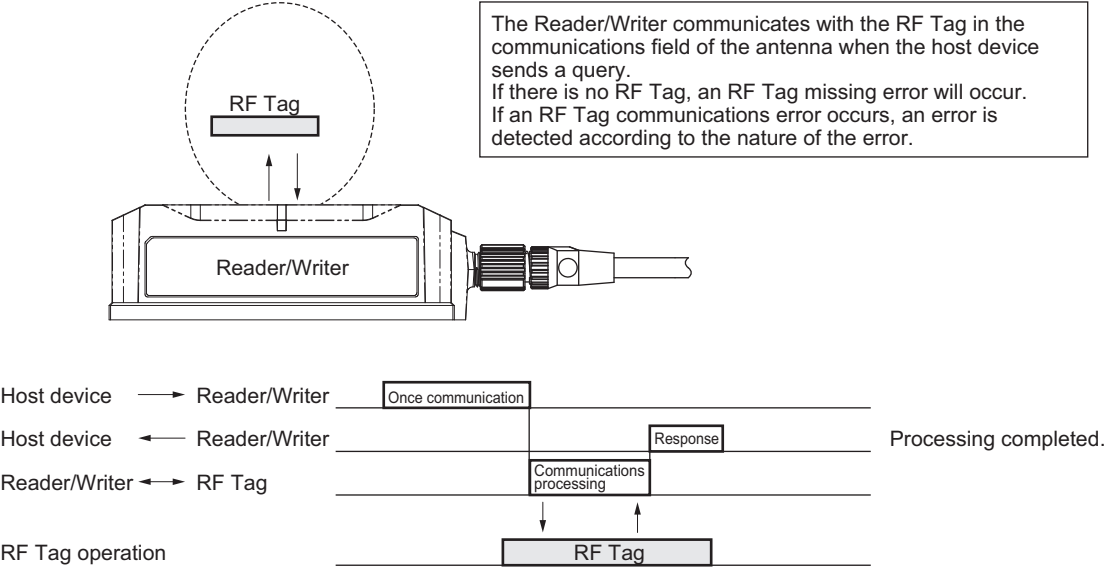 The Reader/Writer communicates with the RF Tag in the
communications field of the antenna when the host device
sends a query.
If there is no RF Tag, an RF Tag missing error will occur.
If an RF Tag communications error occurs, an error is
detected according to the nature of the error.
RF Tag
Reader/Writer
Host device Reader/Writer Once communication
Host device Reader/Writer Response Processing completed.
Reader/Writer RF Tag Communications
processing
RF Tag operation RF Tag